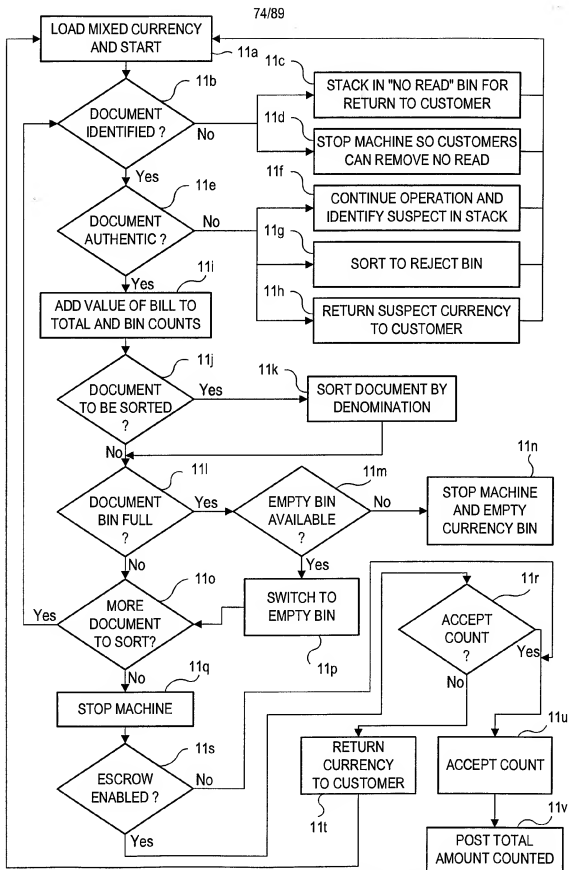 74/89
LOAD MIXED CURRENCY
AND START
11a
11b
DOCUMENT
IDENTIFIED ?
No
Yes
11c
STACK IN "NO READ" BIN FOR
RETURN TO CUSTOMER
11d
STOP MACHINE SO CUSTOMERS
CAN REMOVE NO READ
11e
DOCUMENT
AUTHENTIC ?
No
Yes
11f
CONTINUE OPERATION AND
IDENTIFY SUSPECT IN STACK
11g
SORT TO REJECT BIN
11h
RETURN SUSPECT CURRENCY
TO CUSTOMER
11i
ADD VALUE OF BILL TO
TOTAL AND BIN COUNTS
11j
DOCUMENT
TO BE SORTED
?
Yes
No
11k
SORT DOCUMENT BY
DENOMINATION
11l
DOCUMENT
BIN FULL
?
Yes
No
11m
EMPTY BIN
AVAILABLE
?
No
Yes
11n
STOP MACHINE
AND EMPTY
CURRENCY BIN
11o
MORE
DOCUMENT
TO SORT?
Yes
No
SWITCH TO
EMPTY BIN
11p
11q
STOP MACHINE
11r
ACCEPT
COUNT
?
Yes
No
11s
ESCROW
ENABLED ?
No
Yes
RETURN
CURRENCY
TO CUSTOMER
11t
11u
ACCEPT COUNT
11v
POST TOTAL
AMOUNT COUNTED